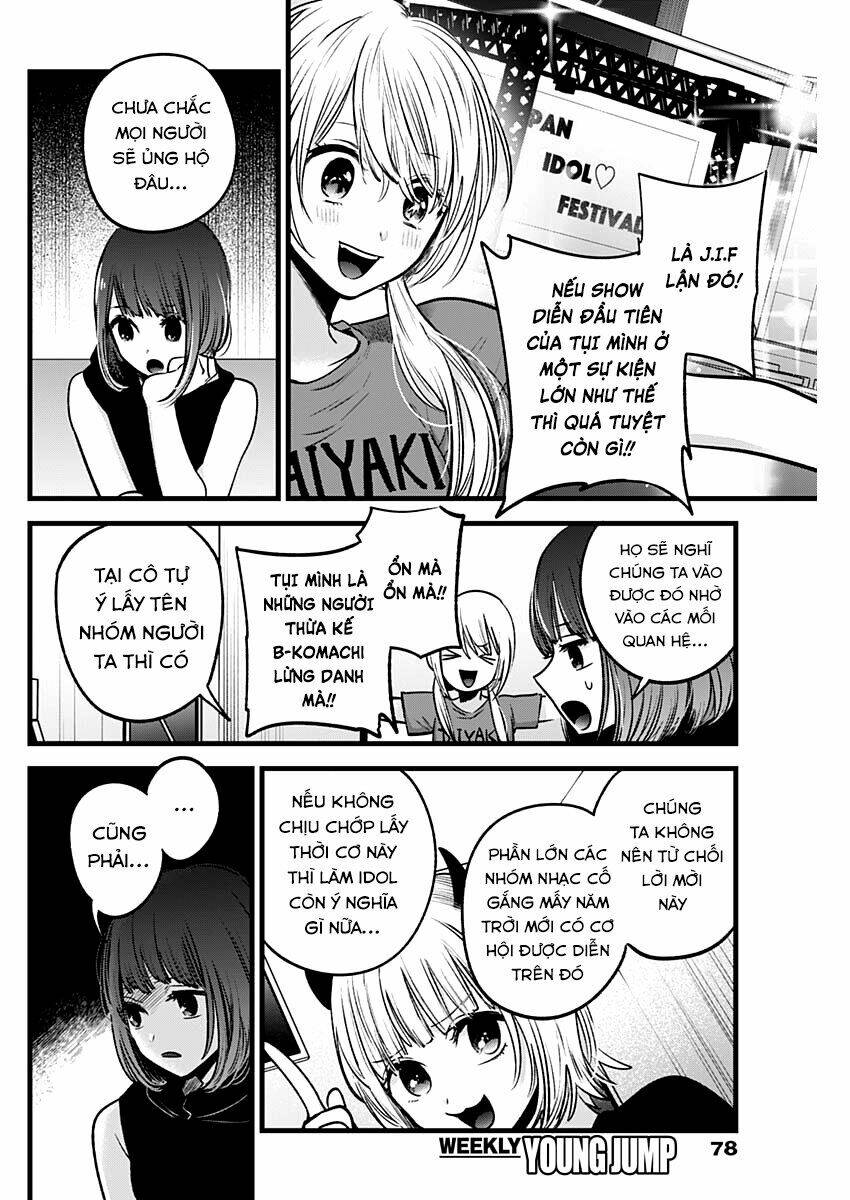 PAN
IDOL♡
FESTIVAL
LÀ J.I.F
LẬN ĐÓ!
NẾU SHOW
DIỄN ĐẦU TIÊN
CỦA TỤI MÌNH Ở
MỘT SỰ KIỆN
LỚN NHƯ THẾ
THÌ QUÁ TUYỆT
CÒN GÌ!!
AIYAKI
CHƯA CHẮC
MỌI NGƯỜI
SẼ ỦNG HỘ
ĐÂU...
HỌ SẼ NGHĨ
CHÚNG TA VÀO
ĐƯỢC ĐÓ NHỜ
VÀO CÁC MỐI
QUAN HỆ...
ỔN MÀ
ỔN MÀ!!
TỤI MÌNH LÀ
NHỮNG NGƯỜI
THỪA KẾ
B-KOMACHI
LỪNG DANH
MÀ!!
TAIYAK
TẠI CÔ TỰ
Ý LẤY TÊN
NHÓM NGƯỜI
TA THÌ CÓ
CHÚNG
TA KHÔNG
NÊN TỪ CHỐI
LỜI MỜI
NÀY
PHẦN LỚN CÁC
NHÓM NHẠC CỐ
GẮNG MẤY NĂM
TRỜI MỚI CÓ CƠ
HỘI ĐƯỢC DIỄN
TRÊN ĐÓ
NẾU KHÔNG
CHỊU CHỚP LẤY
THỜI CƠ NÀY
THÌ LÀM IDOL
CÒN Ý NGHĨA
GÌ NỮA...
...
CŨNG
PHẢI...
WEEKLY YOUNG JUMP 78